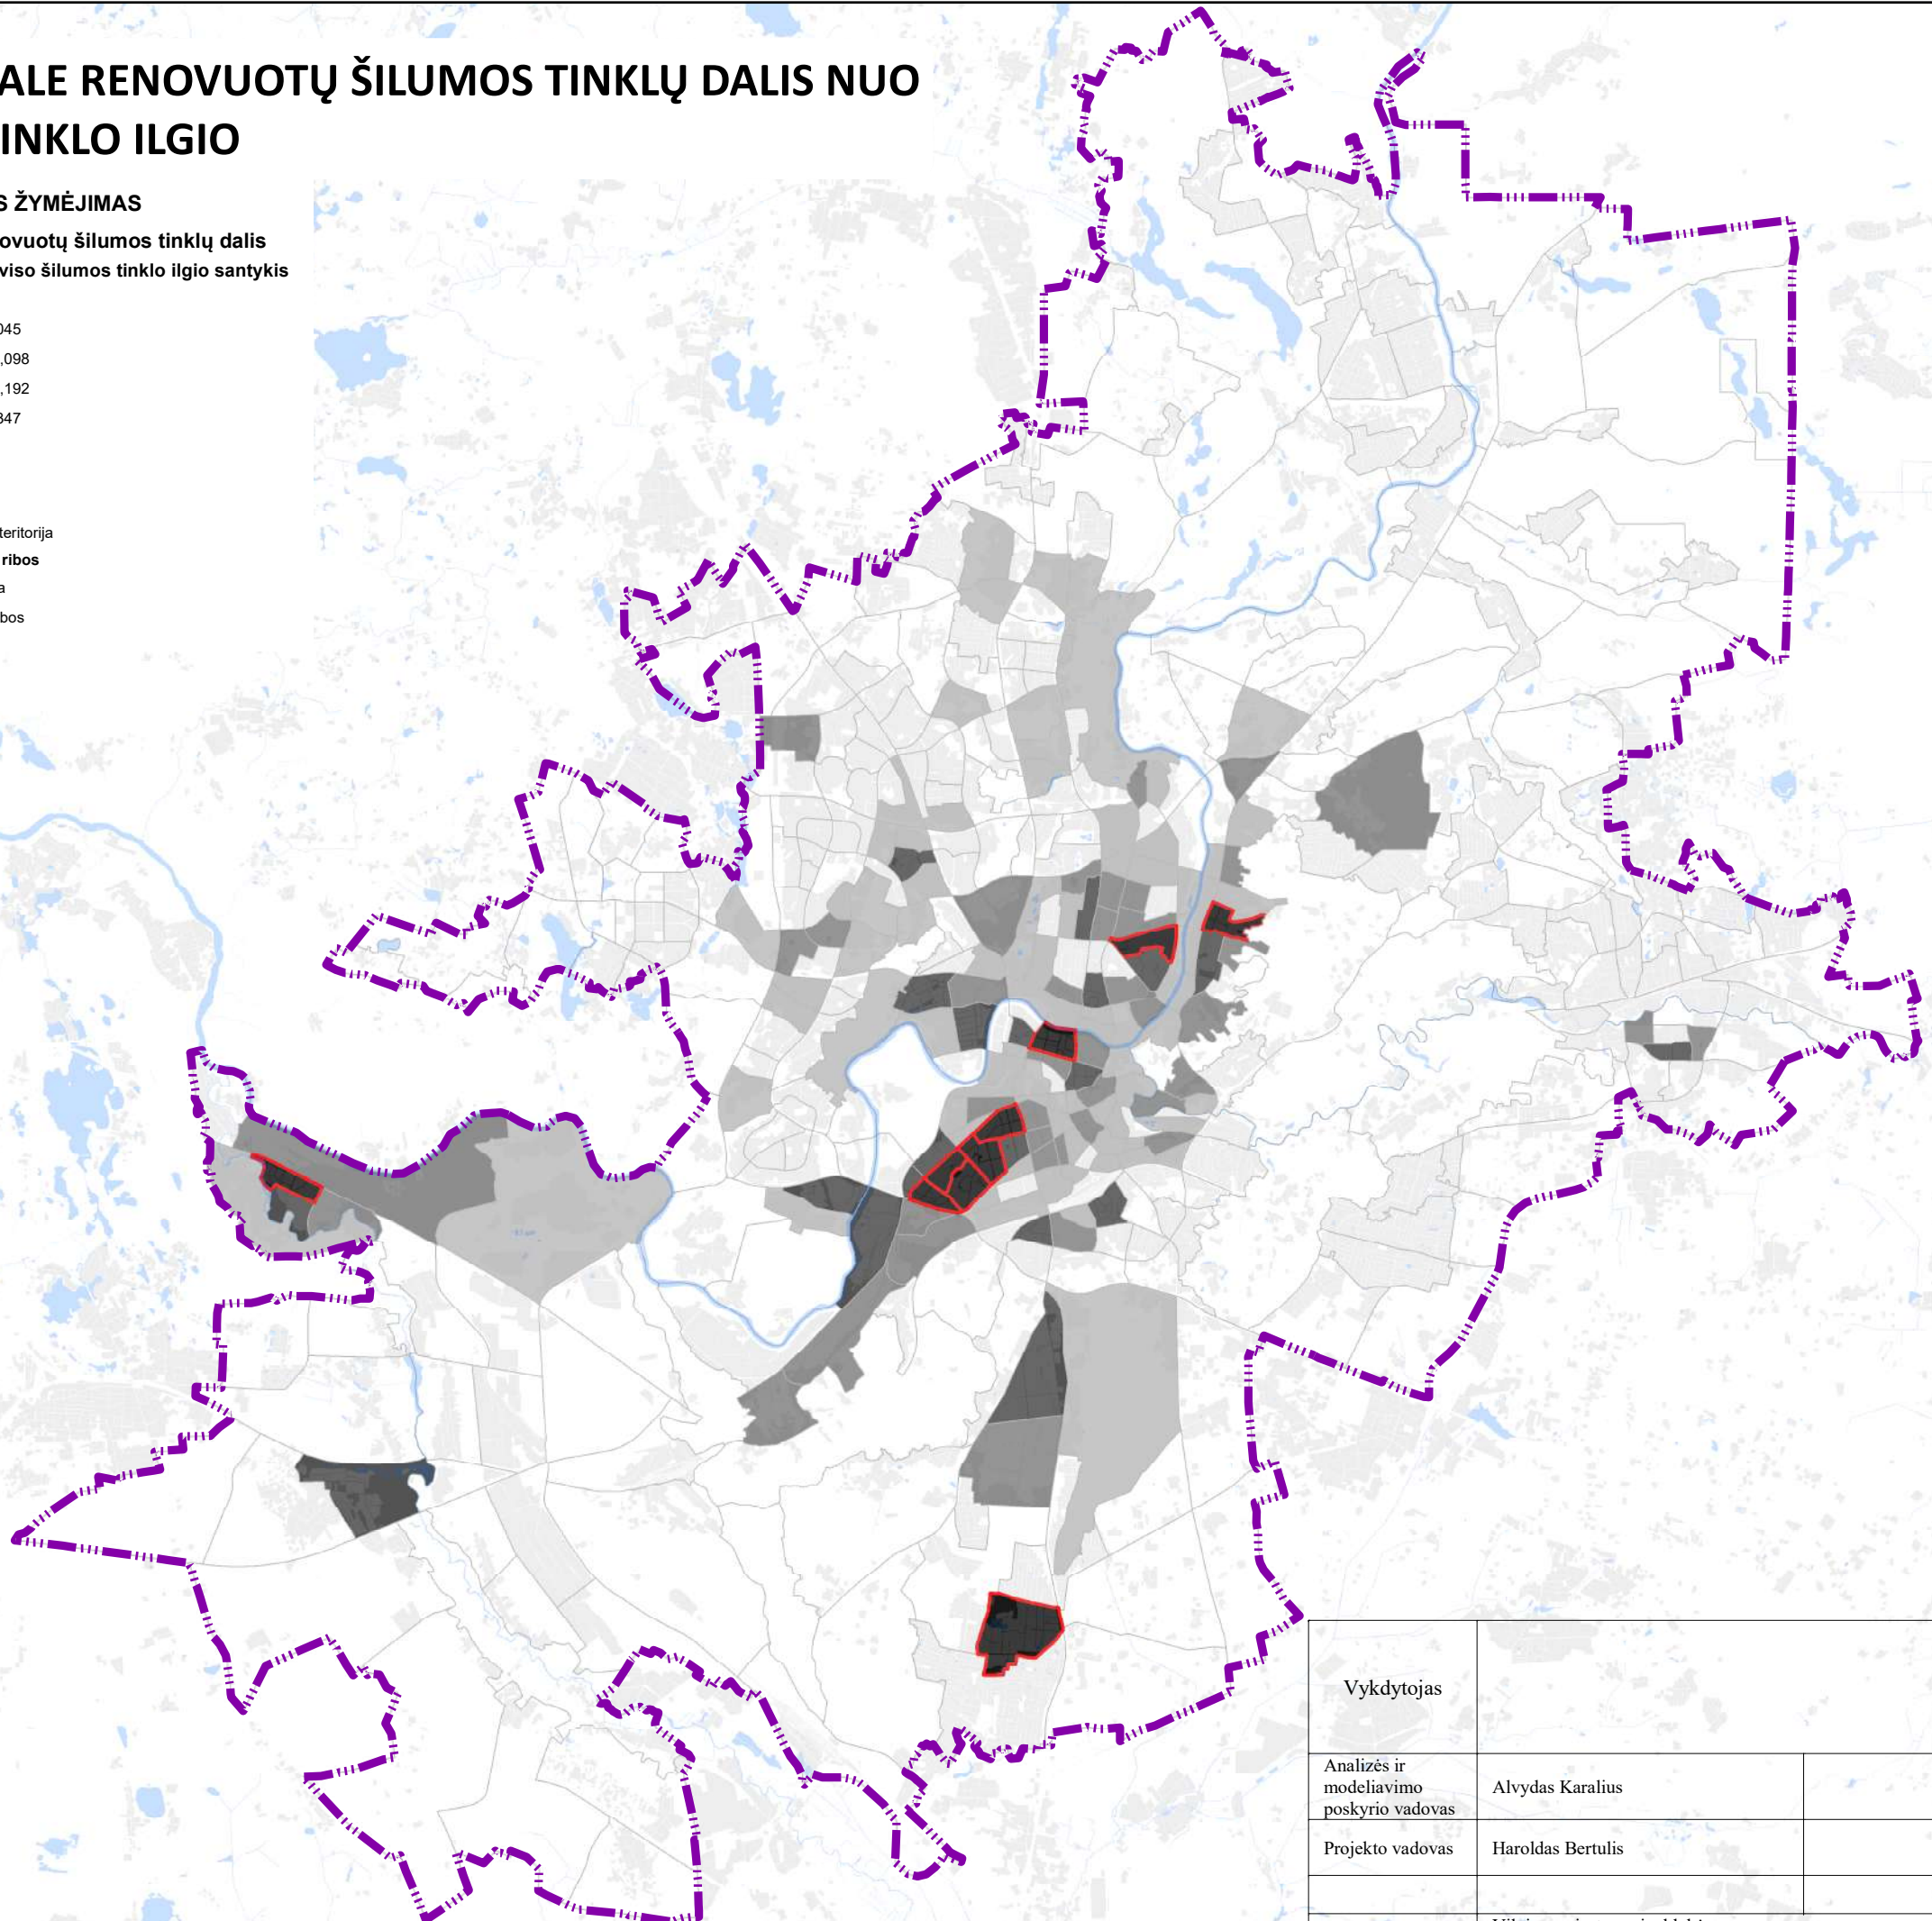 ALE RENOVUOTŲ ŠILUMOS TINKLŲ DALIS NUO
INKLO ILGIO
S ŽYMĖJIMAS
ovuotų šilumos tinklų dalis
viso šilumos tinklo ilgio santykis
045
,098
,192
347
teritorija
ribos
a
bos
Vykdytojas
Analizės ir
modeliavimo
poskyrio vadovas
Alvydas Karalius
Projekto vadovas
Haroldas Bertulis